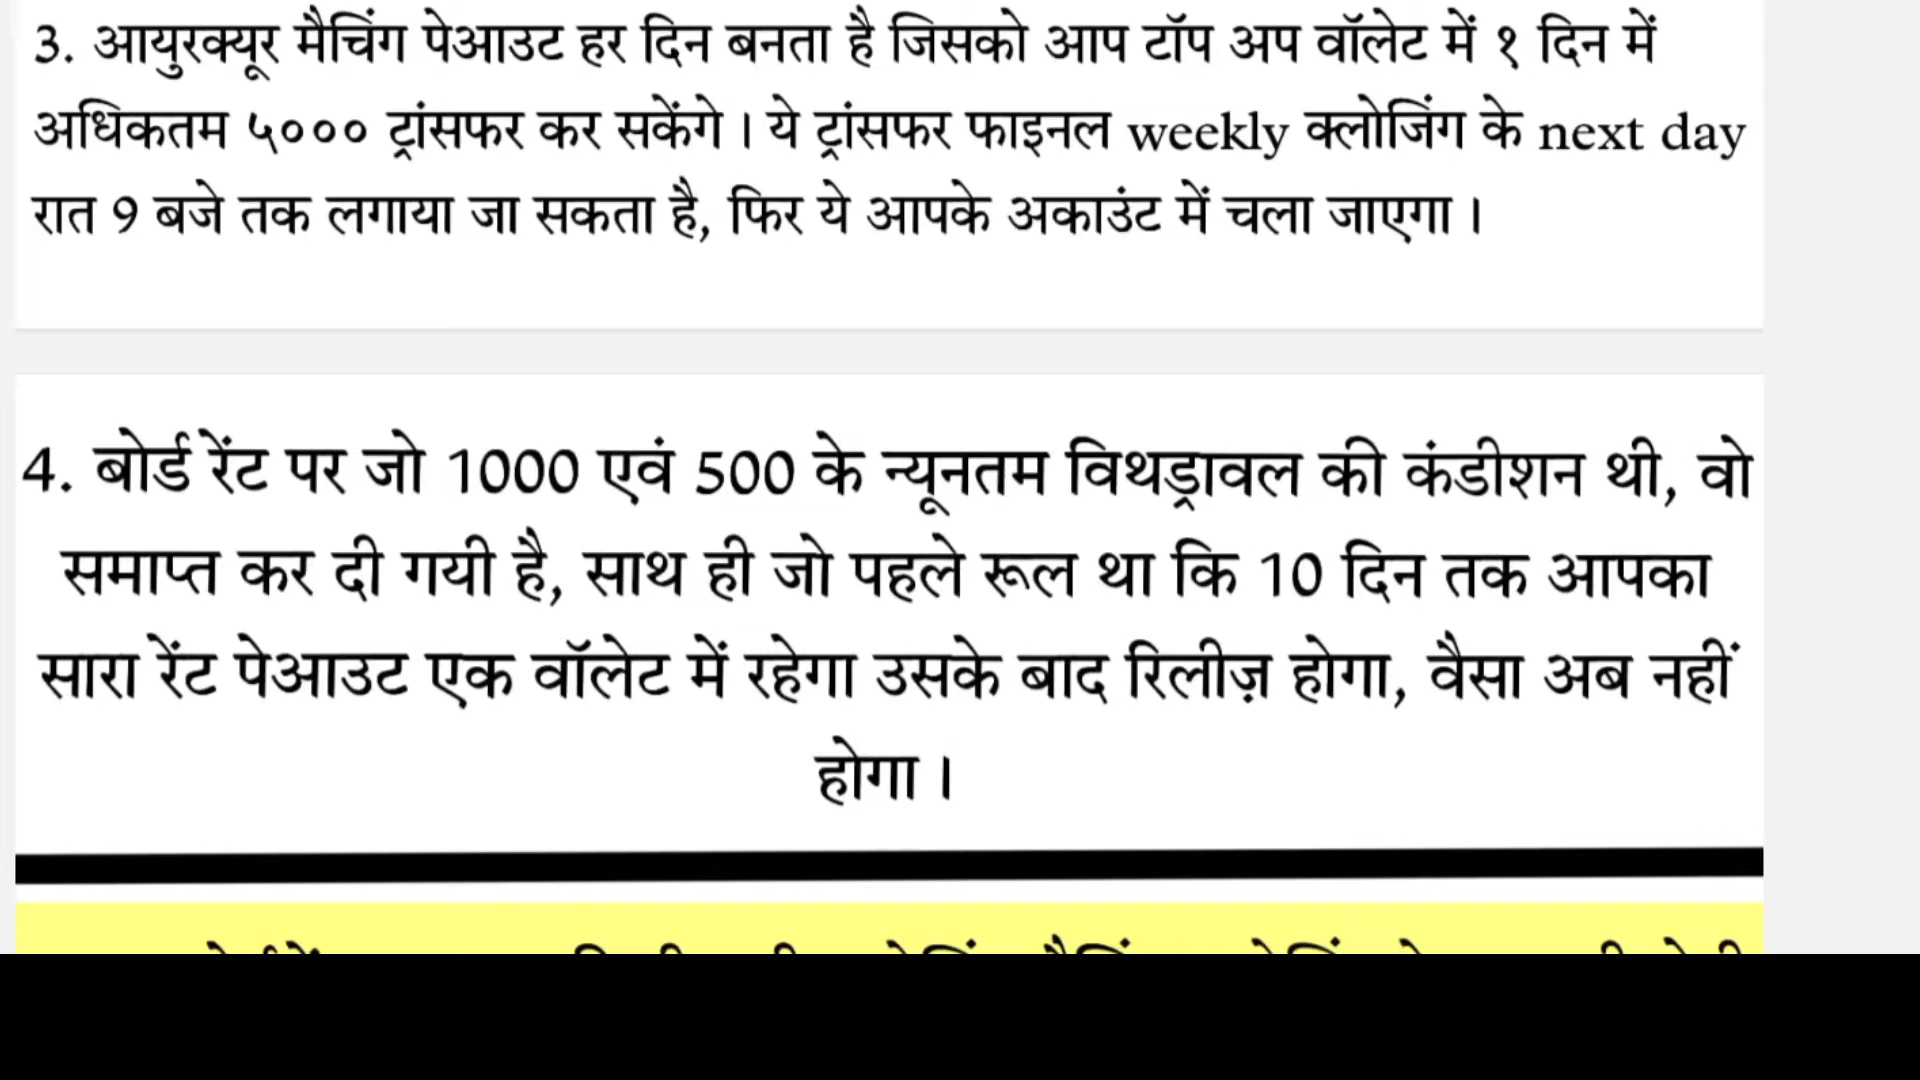 3. आयुरक्यूर मैचिंग पेआउट हर दिन बनता है जिसको आप टॉप अप वॉलेट में १ दिन में
अधिकतम ५००० ट्रांसफर कर सकेंगे । ये ट्रांसफर फाइनल weekly क्लोजिंग के next day
रात 9 बजे तक लगाया जा सकता है, फिर ये आपके अकाउंट में चला जाएगा ।
4. बोर्ड रेंट पर जो 1000 एवं 500 के न्यूनतम विथड्रावल की कंडीशन थी, वो
समाप्त कर दी गयी है, साथ ही जो पहले रूल था कि 10 दिन तक आपका
सारा रेंट पेआउट एक वॉलेट में रहेगा उसके बाद रिलीज़ होगा, वैसा अब नहीं
होगा ।